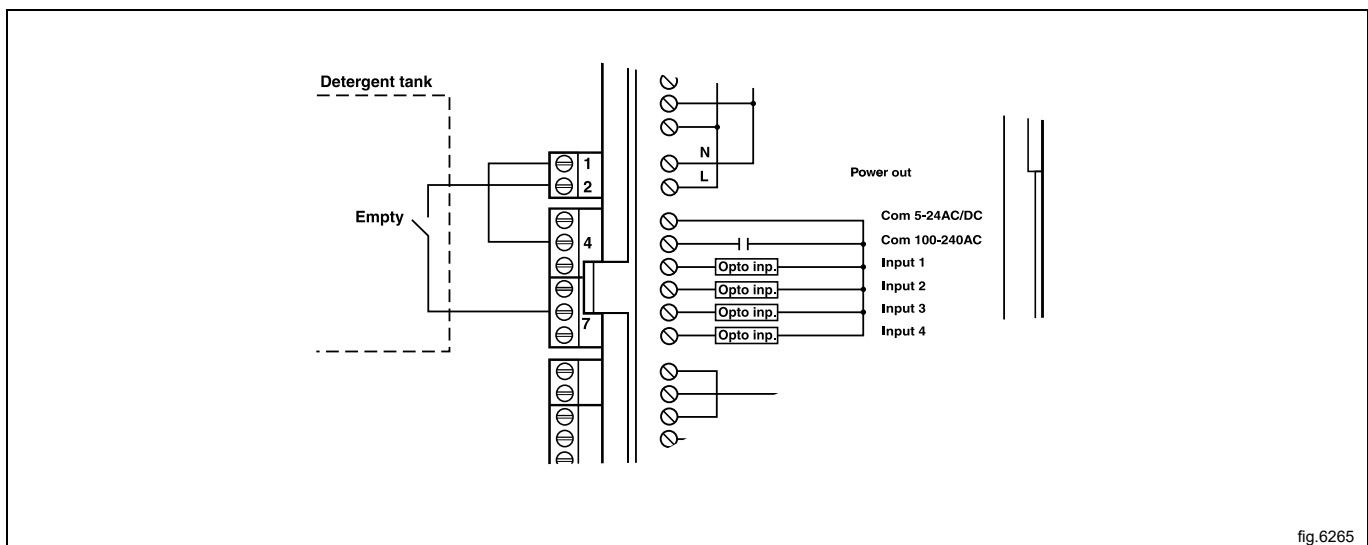 Detergent tank
Empty
1
2
4
7
N
L
Power out
Com 5-24AC/DC
Com 100-240AC
Opto inp. Input 1
Opto inp. Input 2
Opto inp. Input 3
Opto inp. Input 4
fig.6265